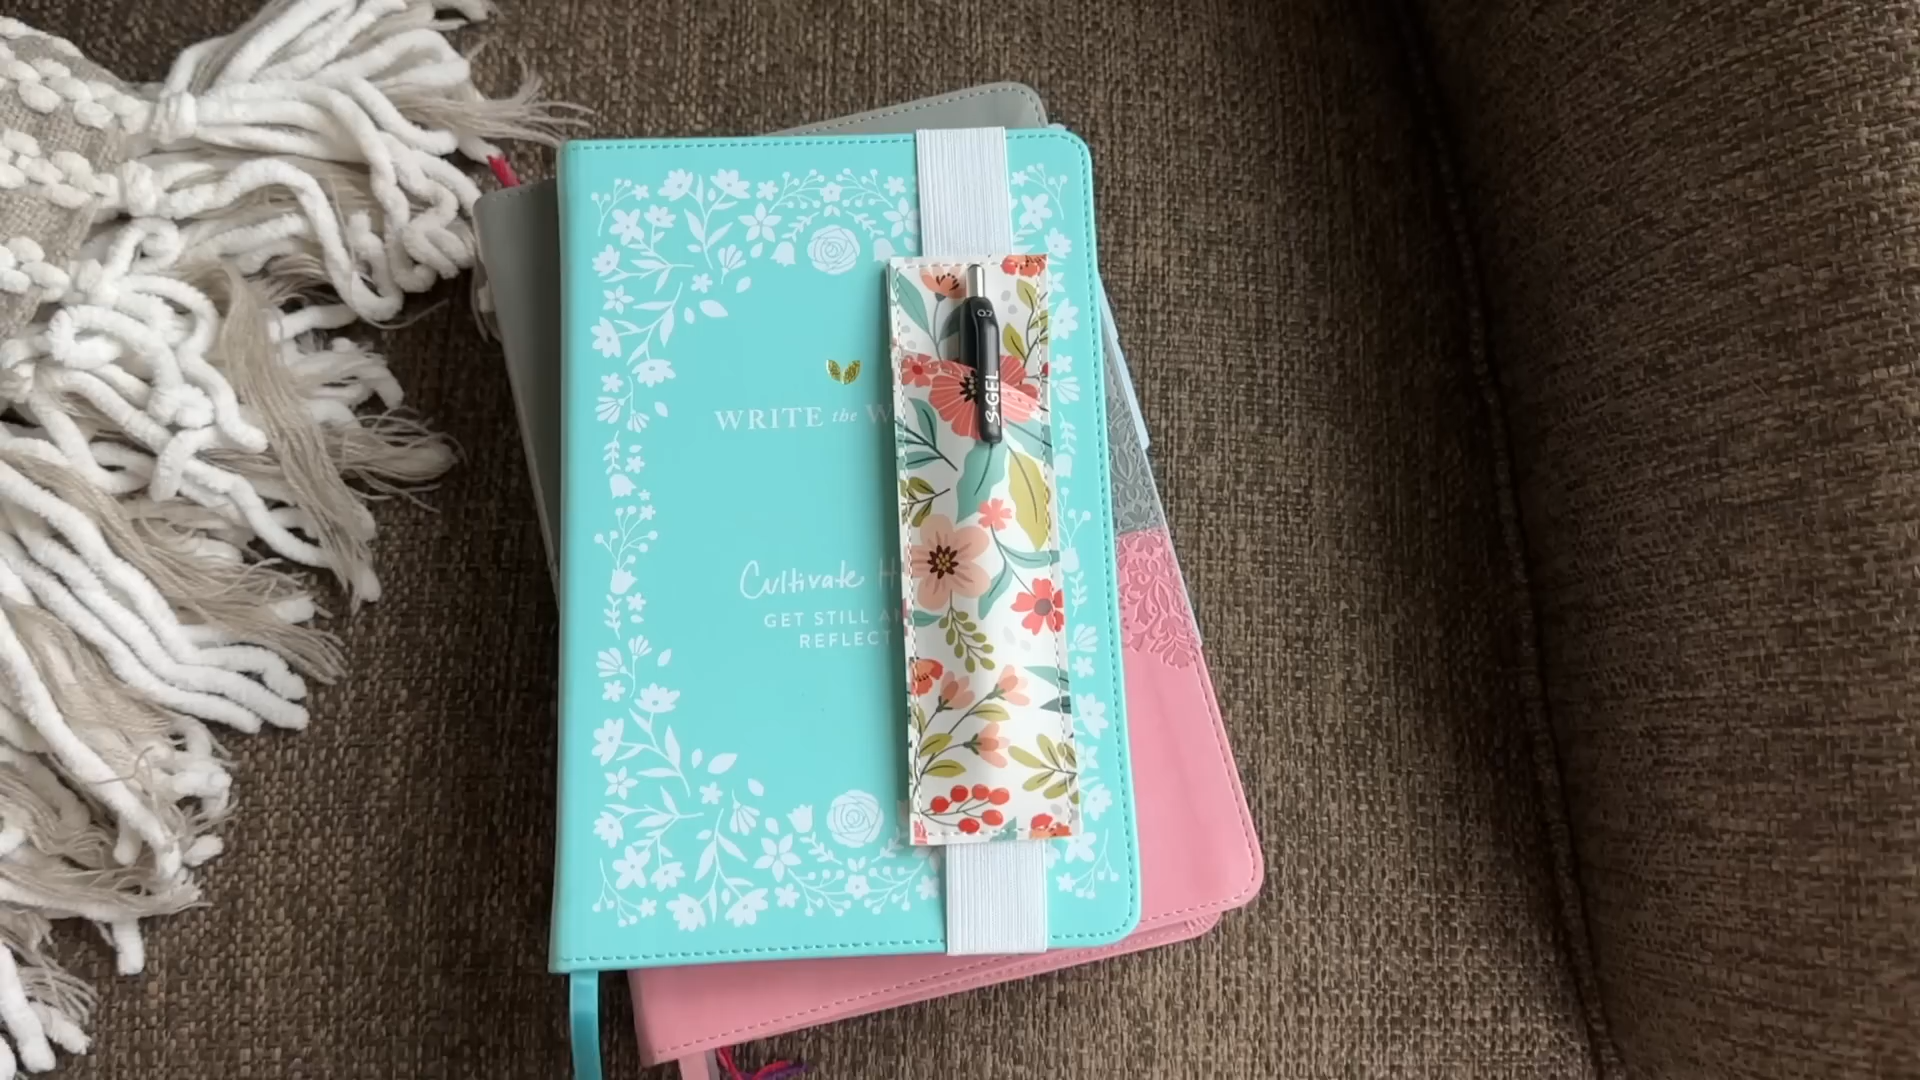 WRITE the W
Cultivate H
GET STILL A
REFLECT
S·GEL